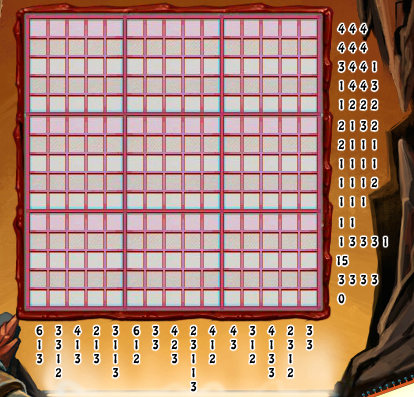 4 4 4
4 4 4
3 4 4 1
1 4 4 3
1 2 2 2
2 1 3 2
2 1 1 1
1 1 1 1
1 1 1 2
1 1 1
1 1
1 3 3 3 1
15
3 3 3 3
0
6 3 4 2 3 6 3 4 2 4 4 3 4 2 3
1 3 1 1 1 1 3 2 3 1 3 1 1 3 3
3 1 3 3 1 2 3 1 2 2 3 1
2 3 1 3 2
3